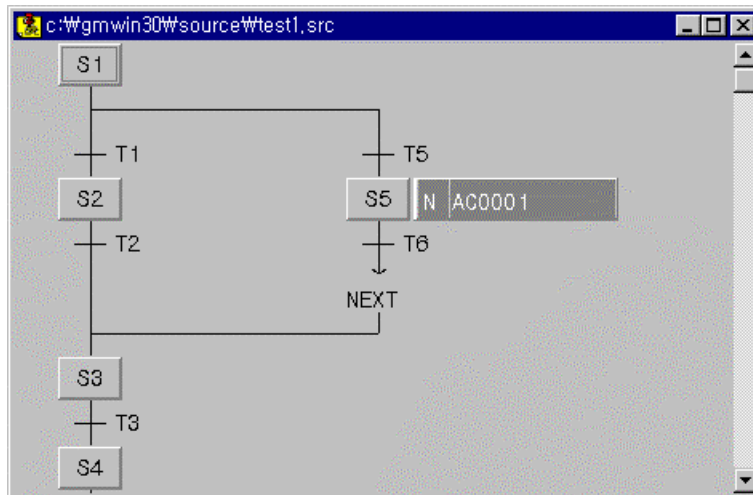 c:₩gmwin30₩source₩test1.src
S1
T1 T5
S2 S5 N AC0001
T2 T6
NEXT
S3
T3
S4